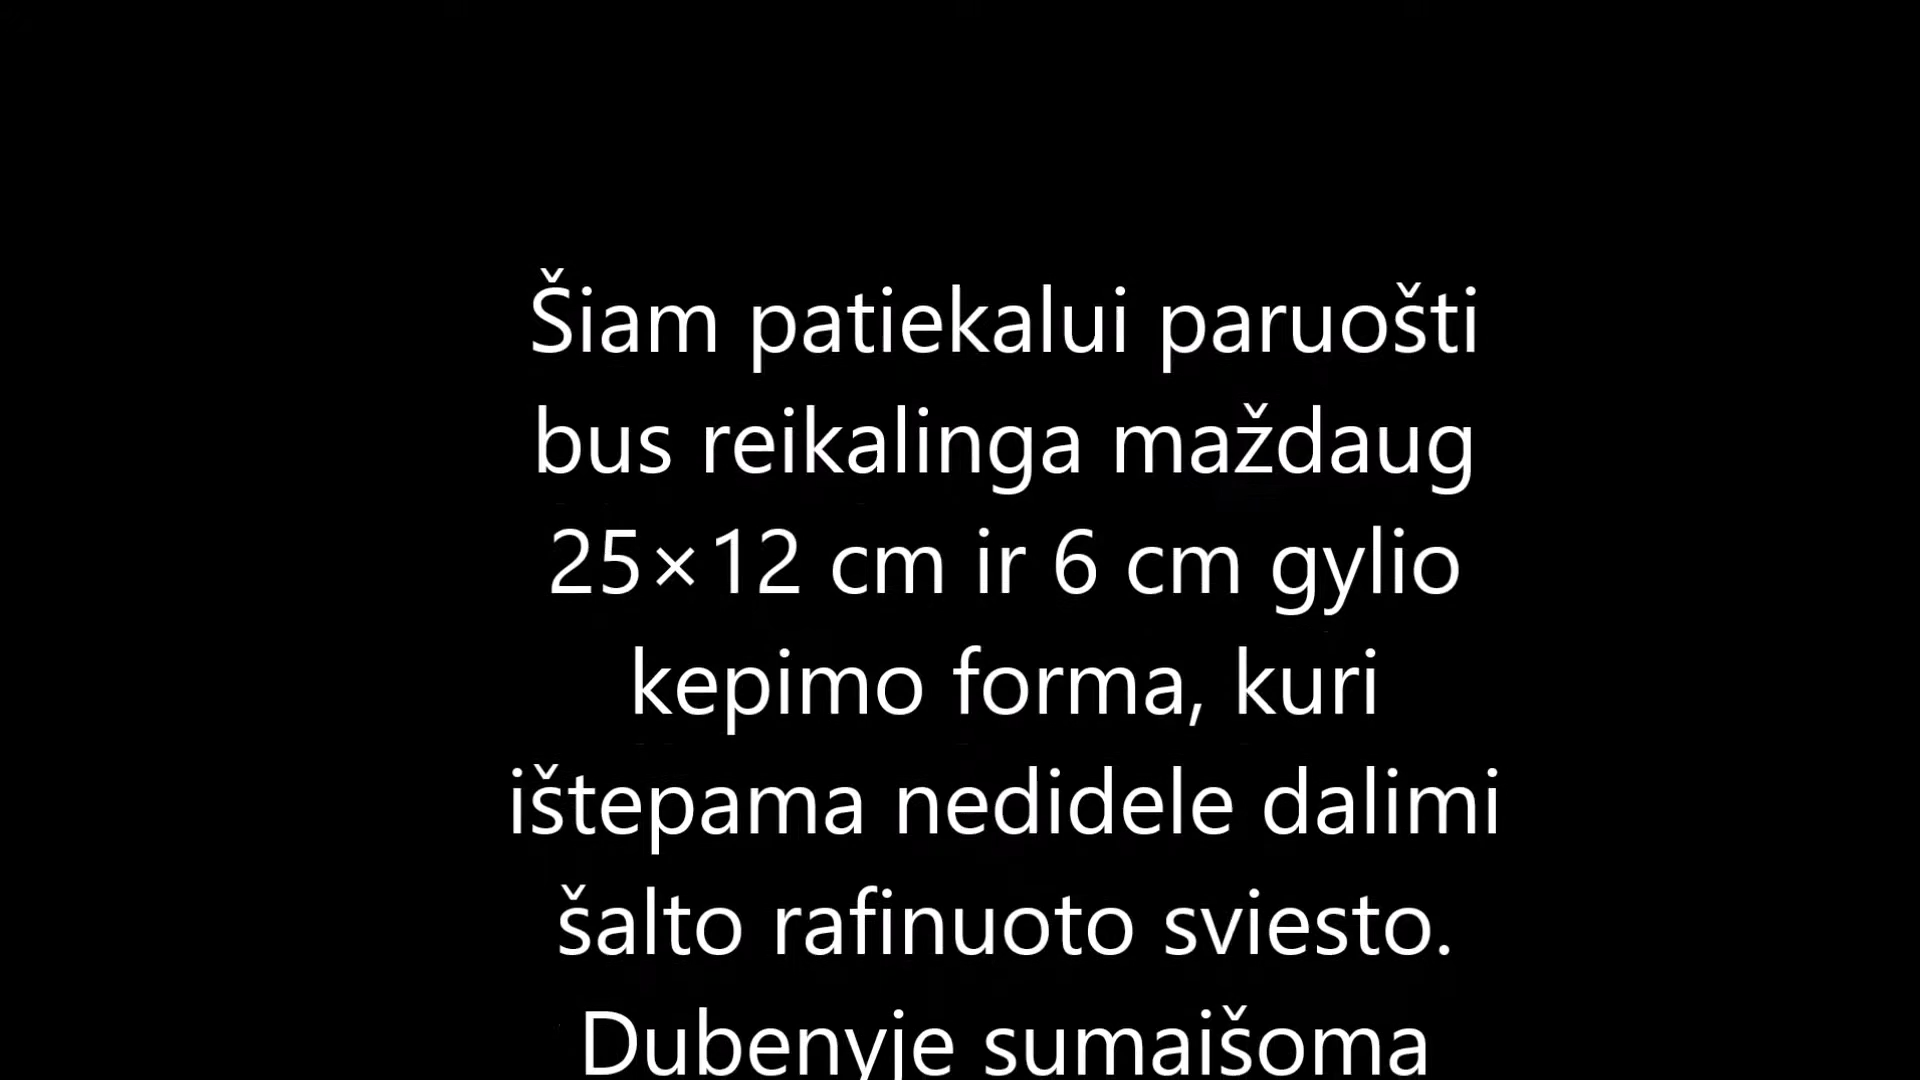 Šiam patiekalui paruošti
bus reikalinga maždaug
25×12 cm ir 6 cm gylio
kepimo forma, kuri
ištepama nedidele dalimi
šalto rafinuoto sviesto.
Dubenyje sumaišoma